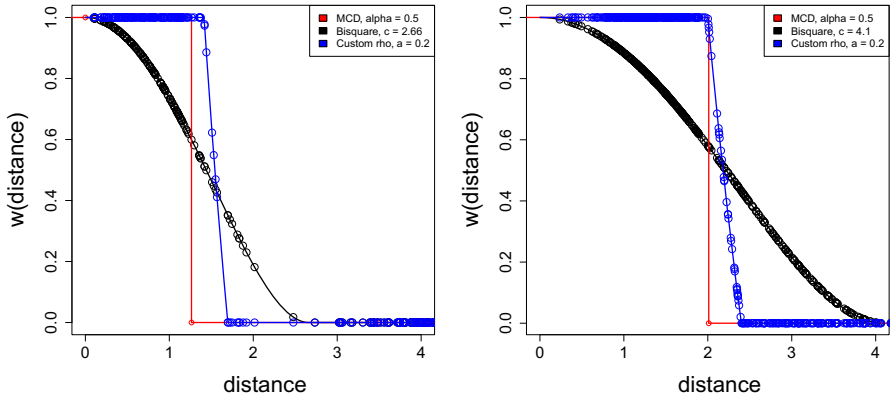 MCD, alpha = 0.5
Bisquare, c = 2.66
Custom rho, a = 0.2
w(distance)
0.0 0.2 0.4 0.6 0.8 1.0
0 1 2 3 4
distance
MCD, alpha = 0.5
Bisquare, c = 4.1
Custom rho, a = 0.2
w(distance)
0.0 0.2 0.4 0.6 0.8 1.0
0 1 2 3 4
distance